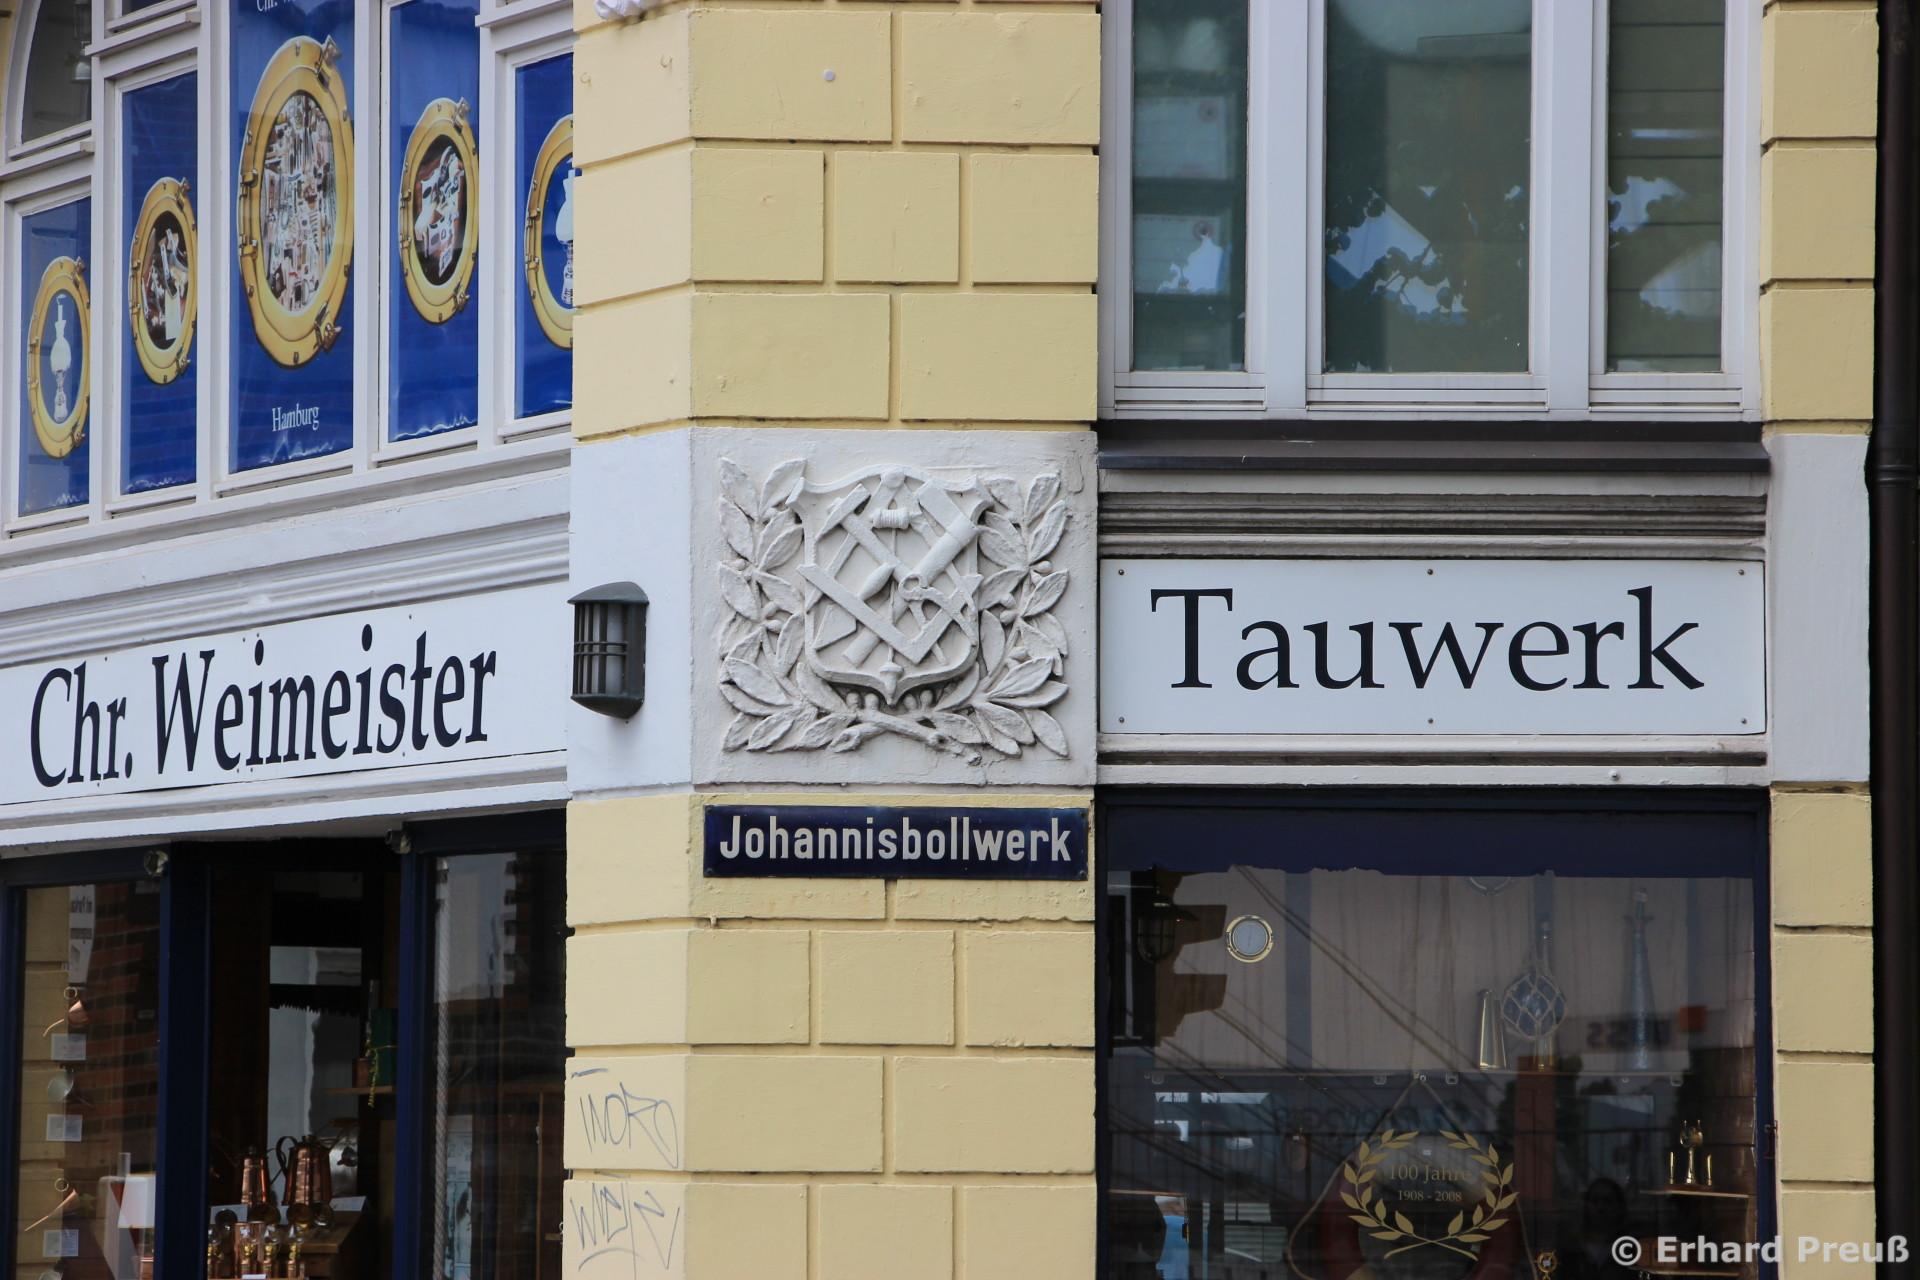 Hamburg
Chr. Weimeister
Tauwerk
Johannisbollwerk
100 Jahre
1908 - 2008
© Erhard Preuß